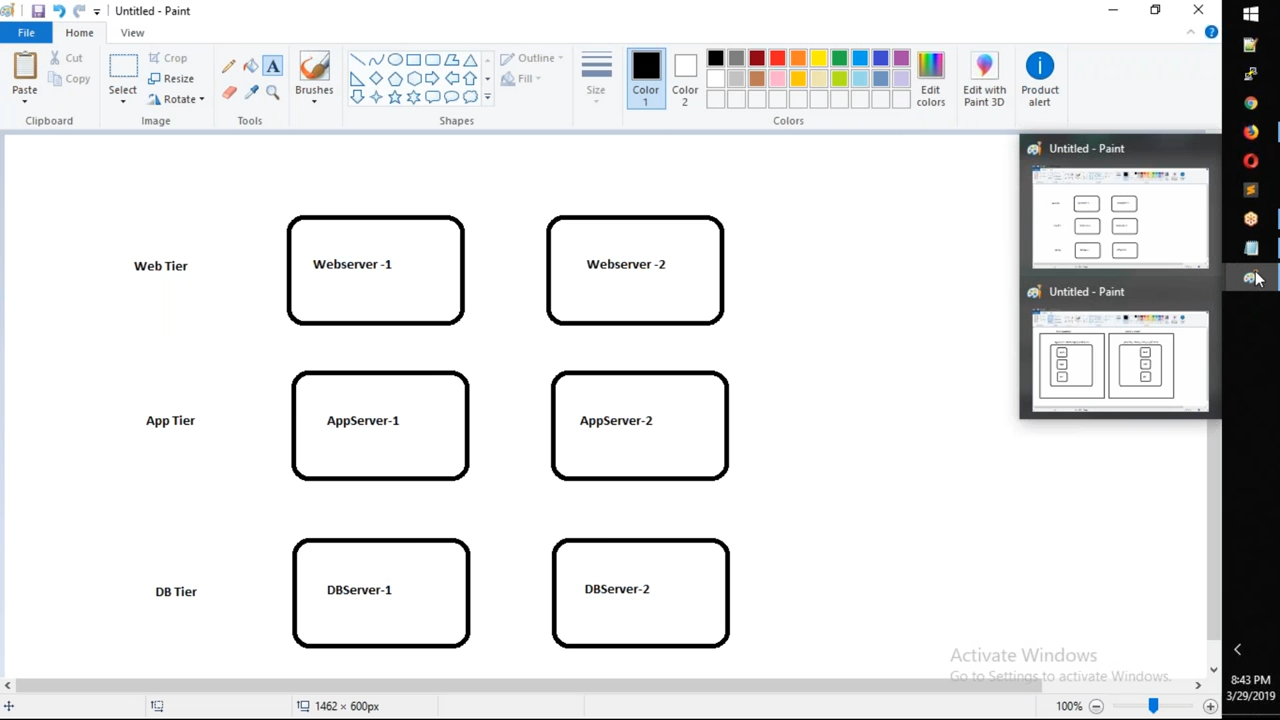 Untitled - Paint
File
Home
View
Paste
Cut
Copy
Clipboard
Select
Crop
Resize
Rotate
Image
A
Tools
Brushes
Outline
Fill
Shapes
Size
Color 1
Color 2
Edit colors
Edit with Paint 3D
Product alert
Colors
Untitled - Paint
Untitled - Paint
Web Tier
Webserver -1
Webserver -2
App Tier
AppServer-1
AppServer-2
DB Tier
DBServer-1
DBServer-2
Activate Windows
Go to Settings to activate Windows.
1462 × 600px
100%
8:43 PM
3/29/2019